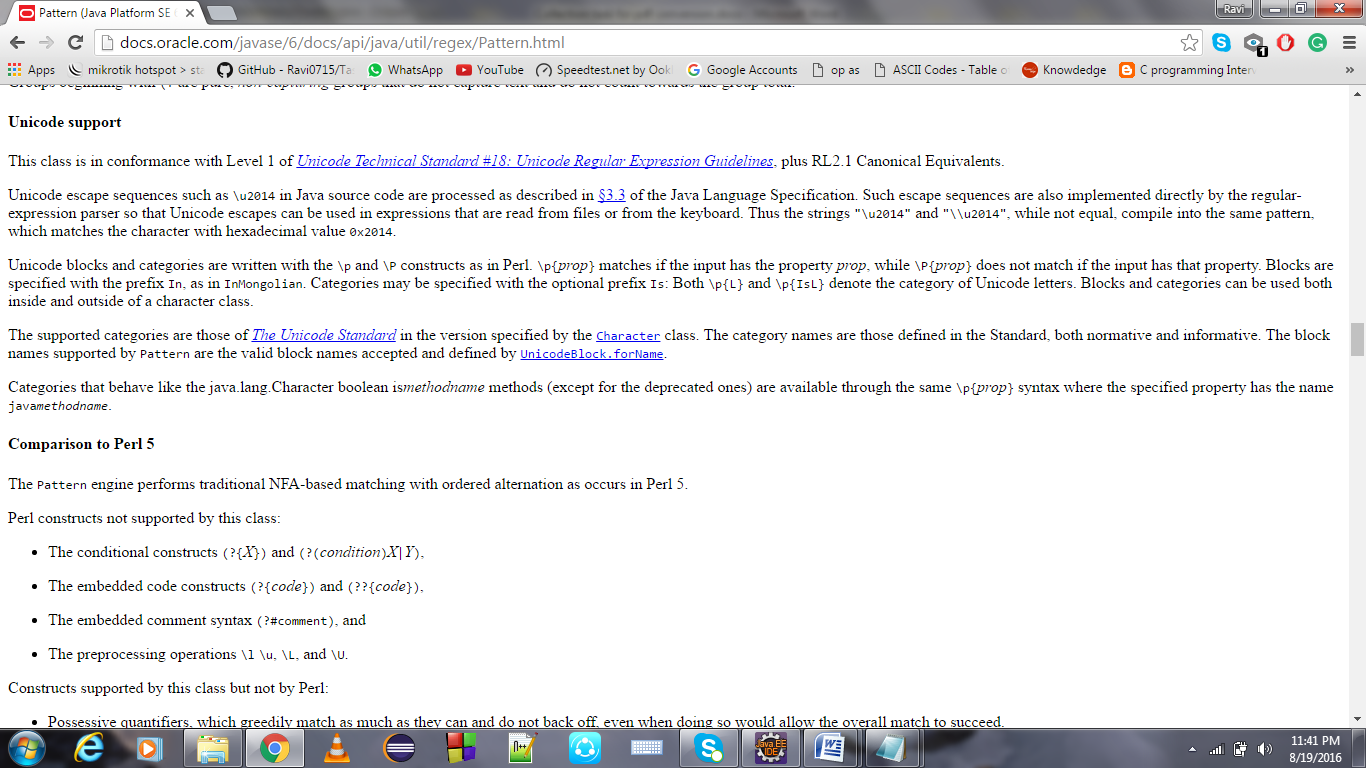 Pattern (Java Platform SE
Ravi
docs.oracle.com/javase/6/docs/api/java/util/regex/Pattern.html
1
Apps mikrotik hotspot > sta GitHub - Ravi0715/Ta WhatsApp YouTube Speedtest.net by Ookl Google Accounts op as ASCII Codes - Table o Knowdedge C programming Inter »
Unicode support
This class is in conformance with Level 1 of Unicode Technical Standard #18: Unicode Regular Expression Guidelines, plus RL2.1 Canonical Equivalents.
Unicode escape sequences such as \u2014 in Java source code are processed as described in §3.3 of the Java Language Specification. Such escape sequences are also implemented directly by the regular-
expression parser so that Unicode escapes can be used in expressions that are read from files or from the keyboard. Thus the strings "\u2014" and "\\u2014", while not equal, compile into the same pattern,
which matches the character with hexadecimal value 0x2014.
Unicode blocks and categories are written with the \p and \P constructs as in Perl. \p{prop} matches if the input has the property prop, while \P{prop} does not match if the input has that property. Blocks are
specified with the prefix In, as in InMongolian. Categories may be specified with the optional prefix Is: Both \p{L} and \p{IsL} denote the category of Unicode letters. Blocks and categories can be used both
inside and outside of a character class.
The supported categories are those of The Unicode Standard in the version specified by the Character class. The category names are those defined in the Standard, both normative and informative. The block
names supported by Pattern are the valid block names accepted and defined by UnicodeBlock.forName.
Categories that behave like the java.lang.Character boolean ismethodname methods (except for the deprecated ones) are available through the same \p{prop} syntax where the specified property has the name
javamethodname.
Comparison to Perl 5
The Pattern engine performs traditional NFA-based matching with ordered alternation as occurs in Perl 5.
Perl constructs not supported by this class:
• The conditional constructs (?{X}) and (?(condition)X|Y),
• The embedded code constructs (?{code}) and (??{code}),
• The embedded comment syntax (?#comment), and
• The preprocessing operations \l \u, \L, and \U.
Constructs supported by this class but not by Perl:
• Possessive quantifiers, which greedily match as much as they can and do not back off, even when doing so would allow the overall match to succeed.
Java EE
IDE
11:41 PM
8/19/2016